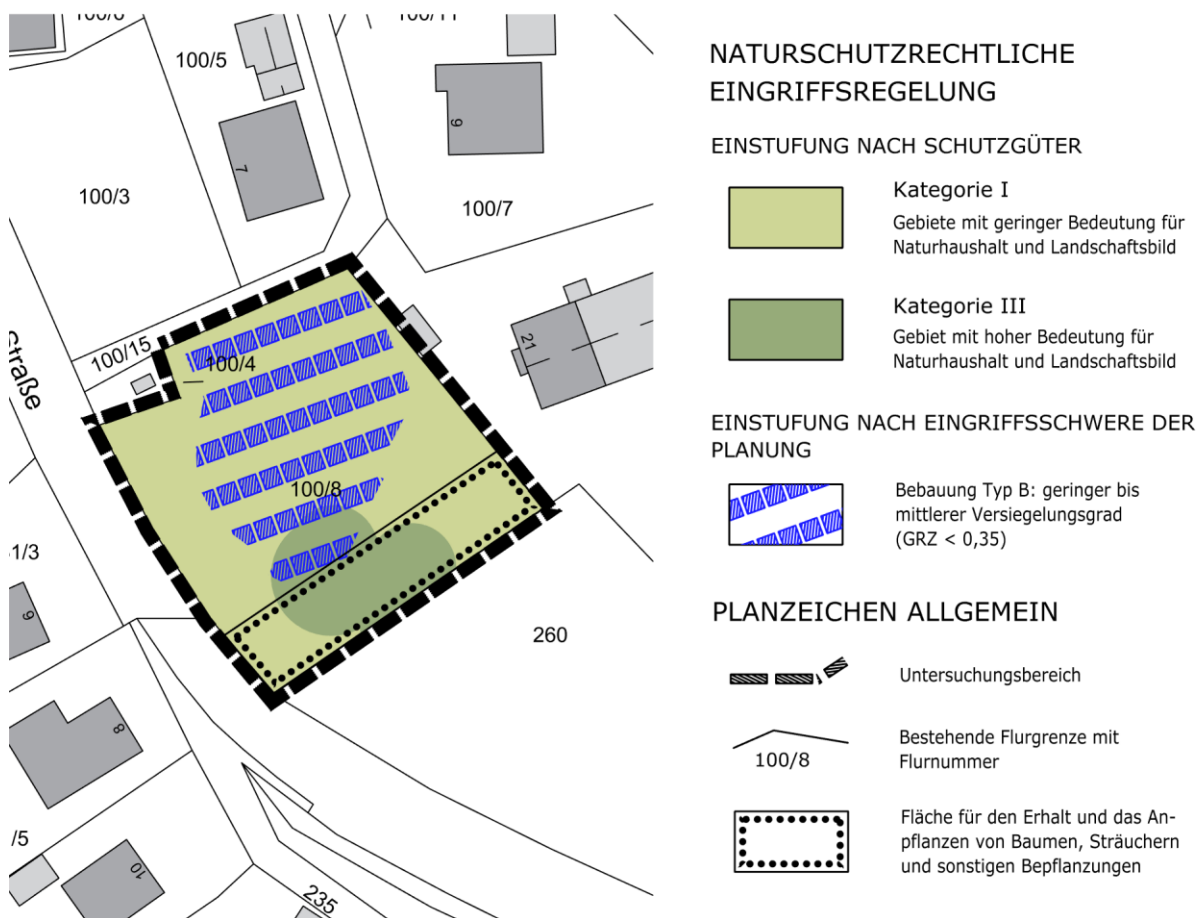 100/5
100/3
7
9
100/7
100/15
100/4
21
Straße
100/8
260
9
8
10
/5
235
NATURSCHUTZRECHTLICHE
EINGRIFFSREGELUNG
EINSTUFUNG NACH SCHUTZGÜTER
Kategorie I
Gebiete mit geringer Bedeutung für
Naturhaushalt und Landschaftsbild
Kategorie III
Gebiet mit hoher Bedeutung für
Naturhaushalt und Landschaftsbild
EINSTUFUNG NACH EINGRIFFSSCHWERE DER
PLANUNG
Bebauung Typ B: geringer bis
mittlerer Versiegelungsgrad
(GRZ < 0,35)
PLANZEICHEN ALLGEMEIN
Untersuchungsbereich
100/8
Bestehende Flurgrenze mit
Flurnummer
Fläche für den Erhalt und das An-
pflanzen von Baumen, Sträuchern
und sonstigen Bepflanzungen